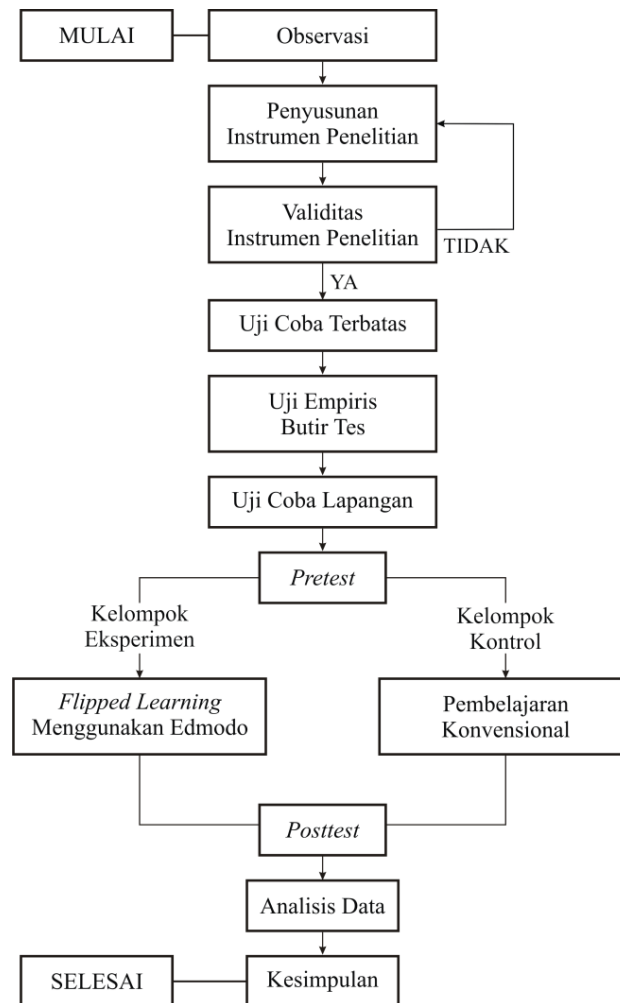 MULAI
Observasi
Penyusunan
Instrumen Penelitian
Validitas
Instrumen Penelitian
TIDAK
YA
Uji Coba Terbatas
Uji Empiris
Butir Tes
Uji Coba Lapangan
Pretest
Kelompok
Eksperimen
Kelompok
Kontrol
Flipped Learning
Menggunakan Edmodo
Pembelajaran
Konvensional
Posttest
Analisis Data
SELESAI
Kesimpulan